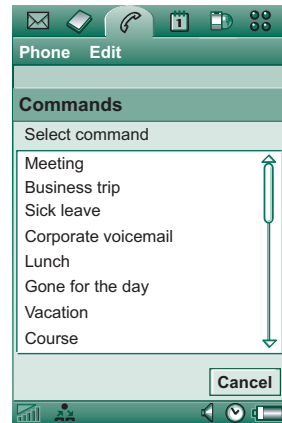 1
Phone Edit
Commands
Select command
Meeting
Business trip
Sick leave
Corporate voicemail
Lunch
Gone for the day
Vacation
Course
Cancel